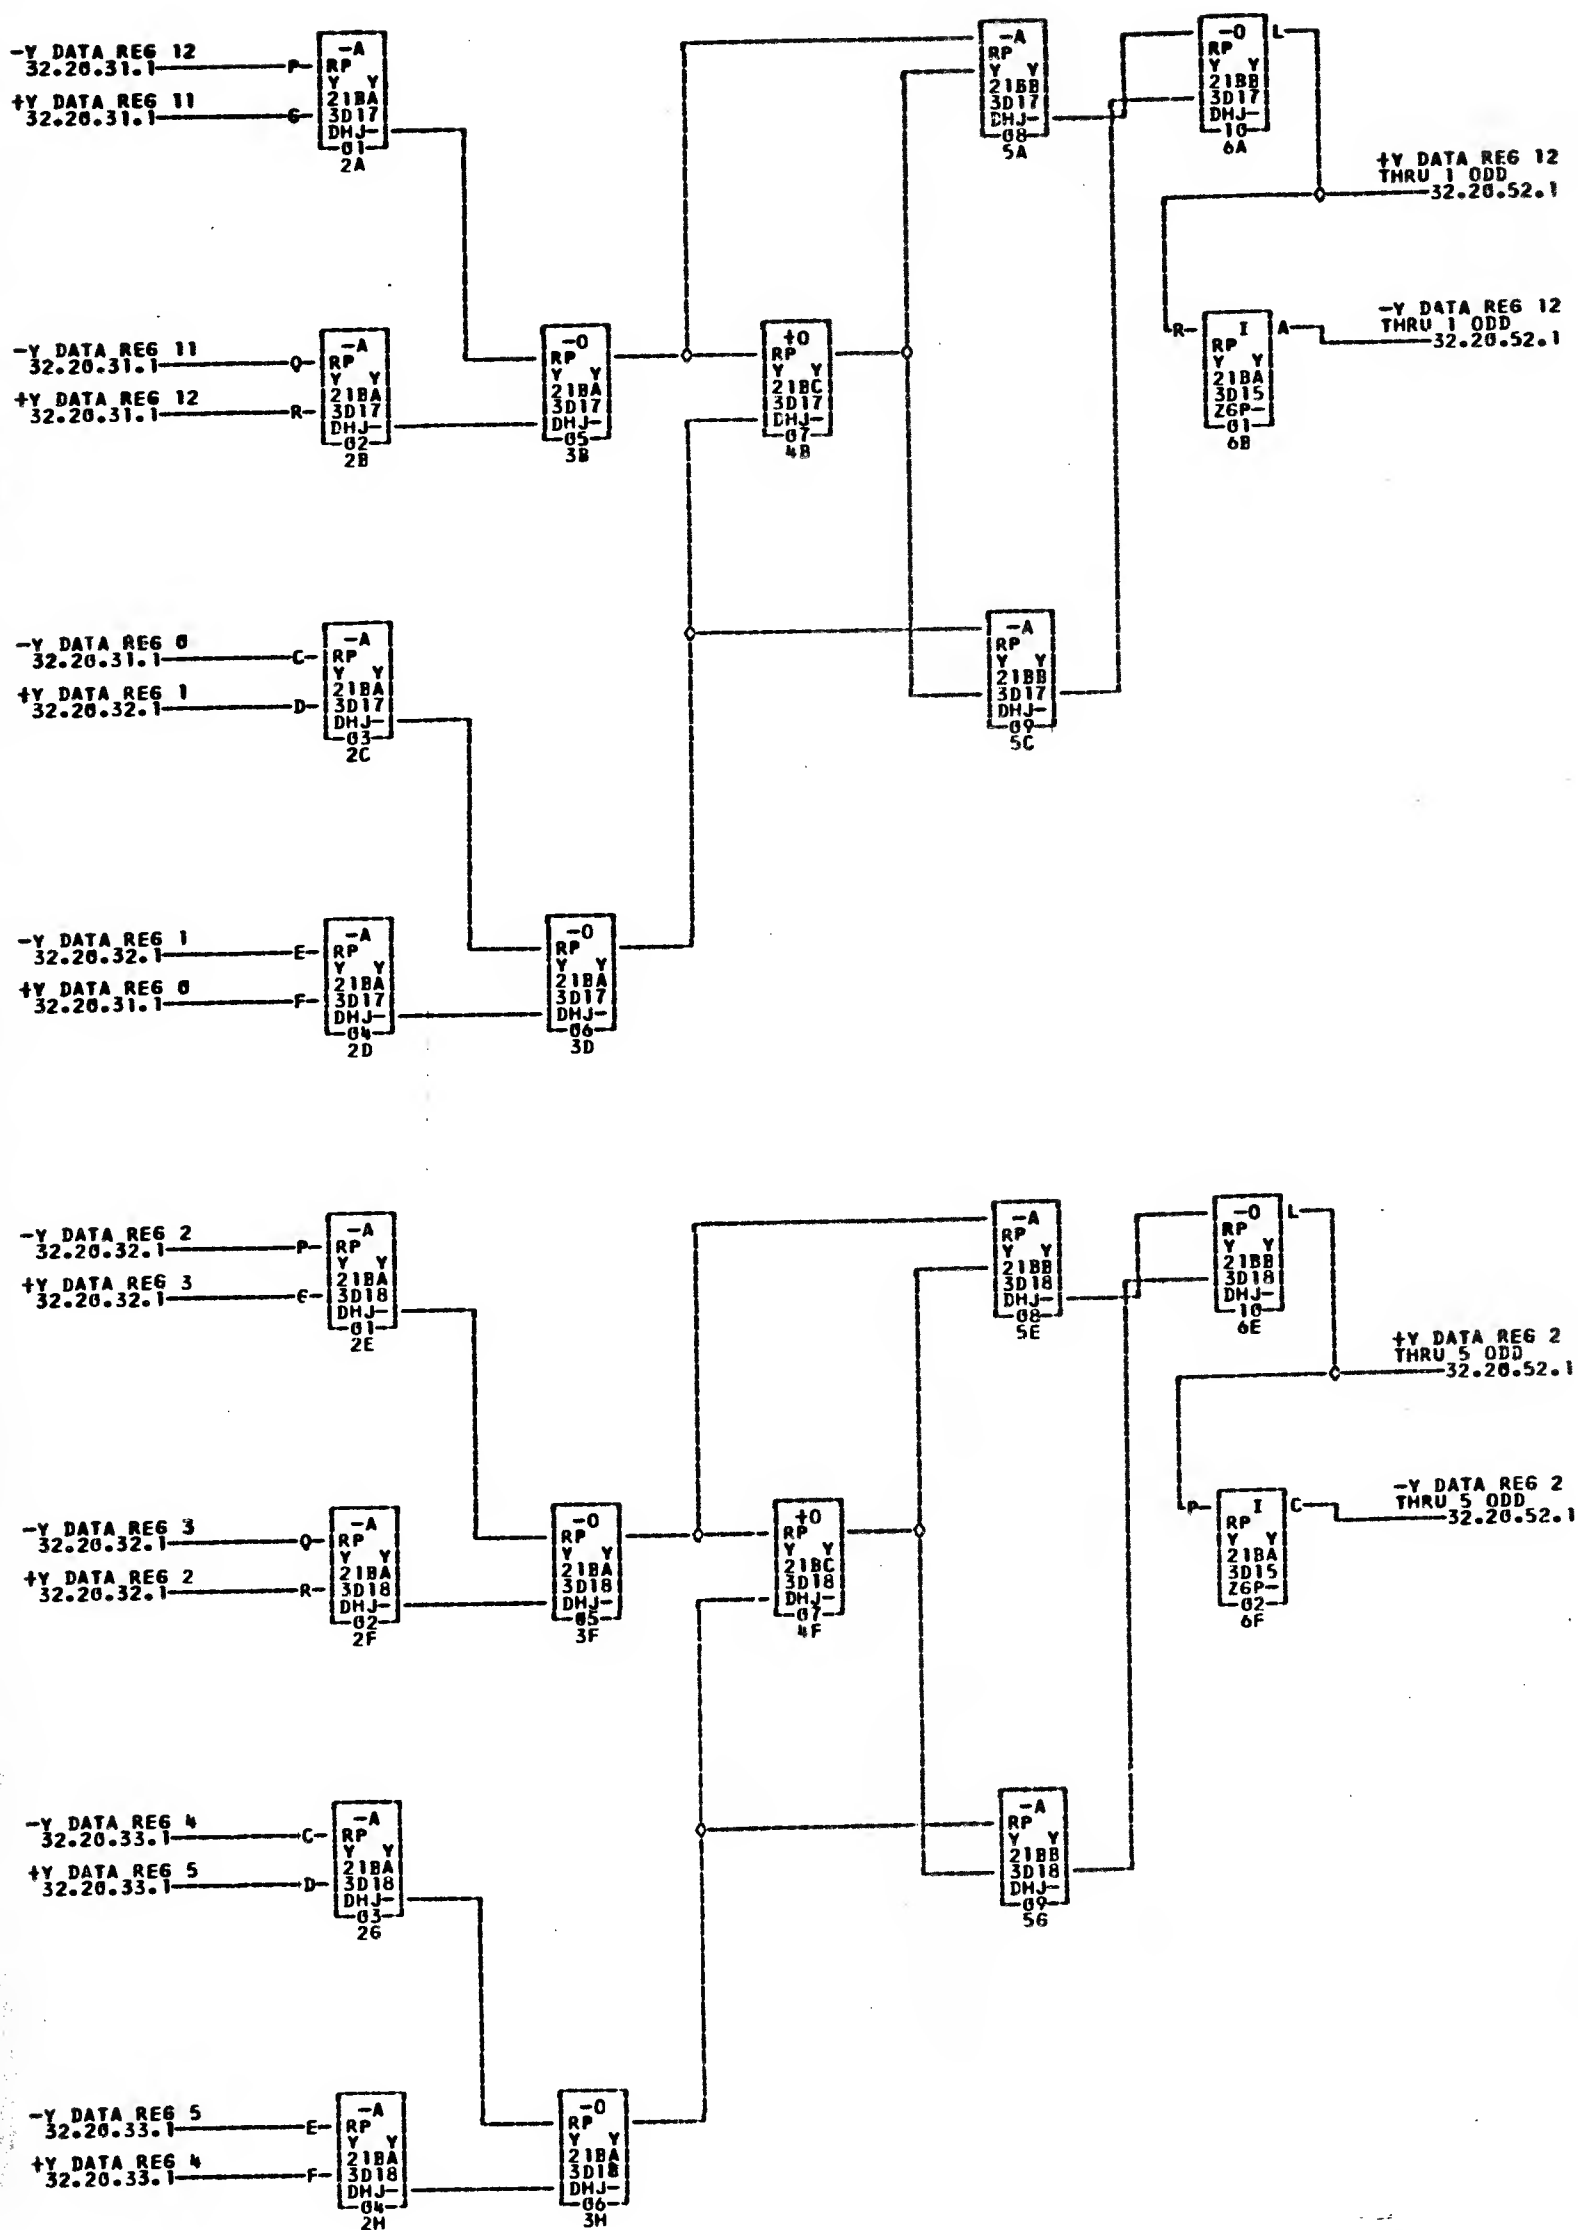 -Y DATA REG 12
32.20.31.1
P-
+Y DATA REG 11
32.20.31.1
G-
-A
RP
Y Y
21BA
3D17
DHJ-
01
2A
-A
RP
Y Y
21BB
3D17
DHJ-
08
5A
-O L
RP
Y Y
21BB
3D17
DHJ-
10
6A
+Y DATA REG 12
THRU 1 ODD
32.20.52.1
-Y DATA REG 11
32.20.31.1
Q-
+Y DATA REG 12
32.20.31.1
R-
-A
RP
Y Y
21BA
3D17
DHJ-
02
2B
-O
RP
Y Y
21BA
3D17
DHJ-
05
3B
+O
RP
Y Y
21BC
3D17
DHJ-
07
4B
R- I A
RP
Y Y
21BA
3D15
Z6P-
01
6B
-Y DATA REG 12
THRU 1 ODD
32.20.52.1
-Y DATA REG 0
32.20.31.1
C-
+Y DATA REG 1
32.20.32.1
D-
-A
RP
Y Y
21BA
3D17
DHJ-
03
2C
-A
RP
Y Y
21BB
3D17
DHJ-
09
5C
-Y DATA REG 1
32.20.32.1
E-
+Y DATA REG 0
32.20.31.1
F-
-A
RP
Y Y
21BA
3D17
DHJ-
04
2D
-O
RP
Y Y
21BA
3D17
DHJ-
06
3D
-Y DATA REG 2
32.20.32.1
P-
+Y DATA REG 3
32.20.32.1
G-
-A
RP
Y Y
21BA
3D18
DHJ-
01
2E
-A
RP
Y Y
21BB
3D18
DHJ-
08
5E
-O L
RP
Y Y
21BB
3D18
DHJ-
10
6E
+Y DATA REG 2
THRU 5 ODD
32.20.52.1
-Y DATA REG 3
32.20.32.1
Q-
+Y DATA REG 2
32.20.32.1
R-
-A
RP
Y Y
21BA
3D18
DHJ-
02
2F
-O
RP
Y Y
21BA
3D18
DHJ-
05
3F
+O
RP
Y Y
21BC
3D18
DHJ-
07
4F
P- I C
RP
Y Y
21BA
3D15
Z6P-
02
6F
-Y DATA REG 2
THRU 5 ODD
32.20.52.1
-Y DATA REG 4
32.20.33.1
C-
+Y DATA REG 5
32.20.33.1
D-
-A
RP
Y Y
21BA
3D18
DHJ-
03
2G
-A
RP
Y Y
21BB
3D18
DHJ-
09
5G
-Y DATA REG 5
32.20.33.1
E-
+Y DATA REG 4
32.20.33.1
F-
-A
RP
Y Y
21BA
3D18
DHJ-
04
2H
-O
RP
Y Y
21BA
3D18
DHJ-
06
3H